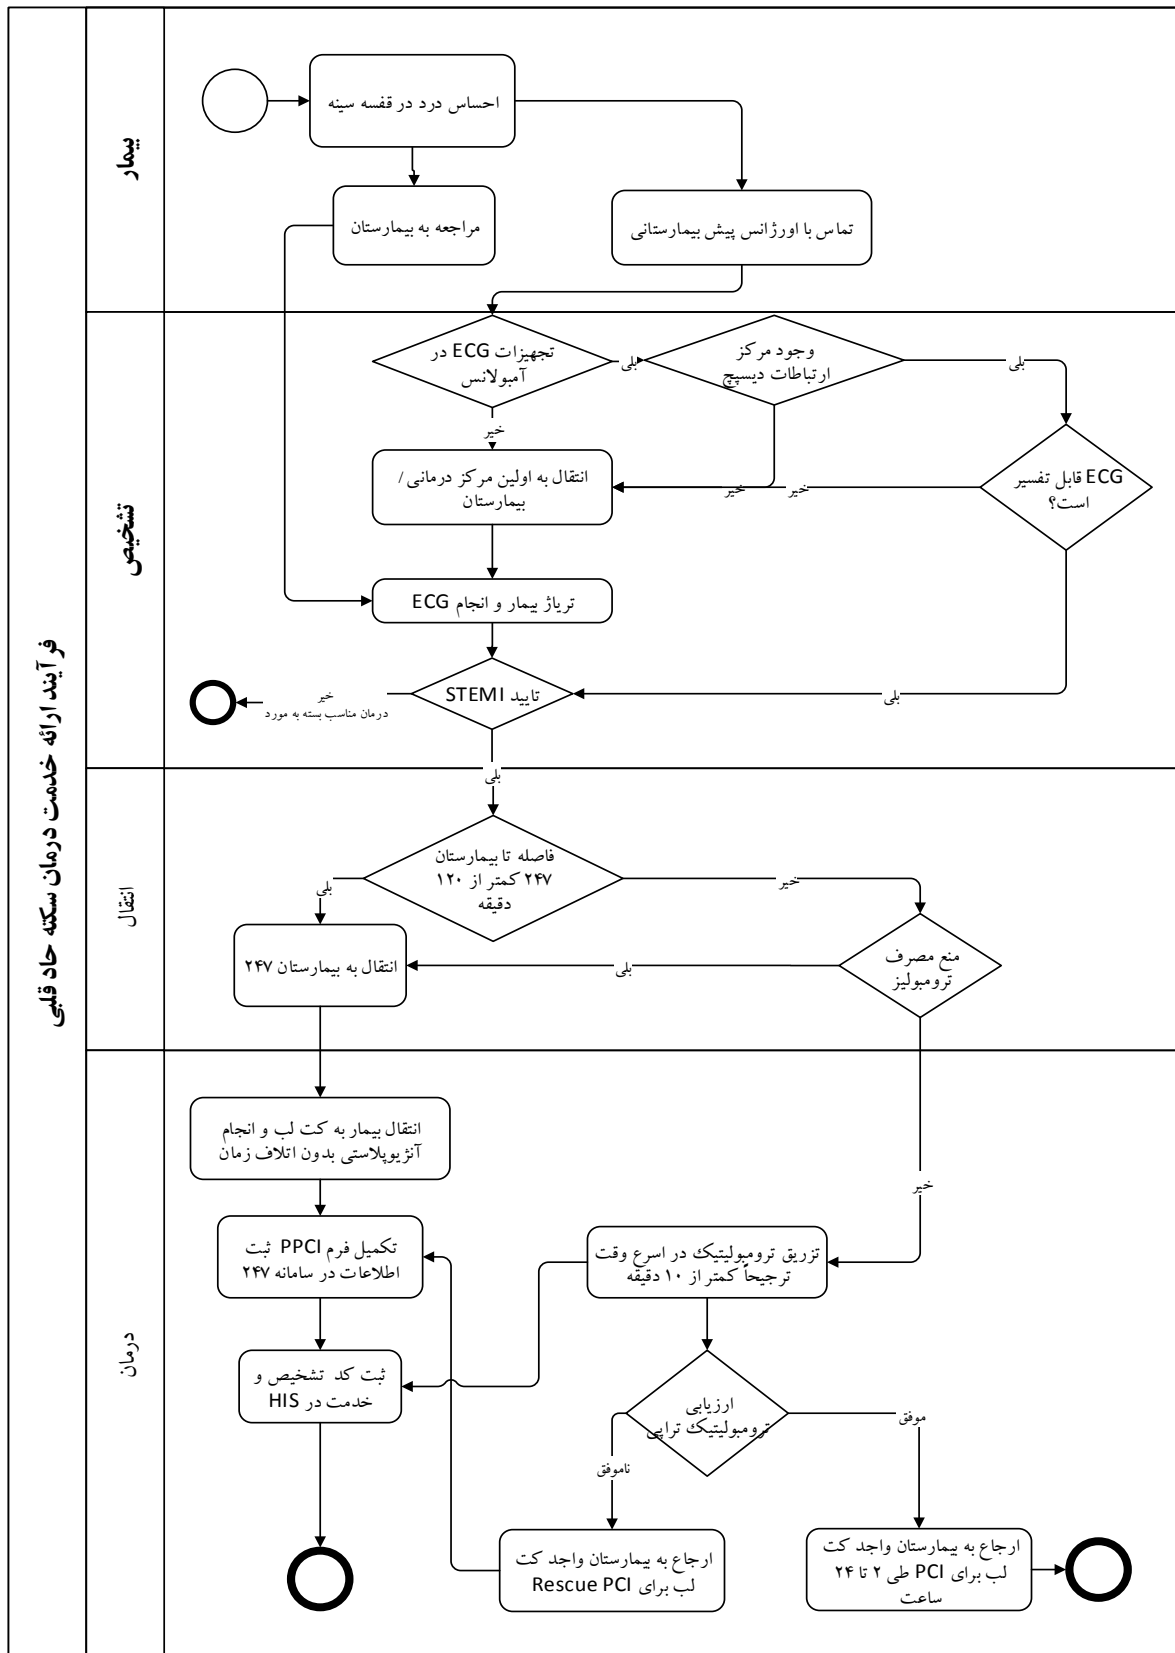 فرآیند ارائه خدمت درمان سکته حاد قلبی
بیمار
احساس درد در قفسه سینه
مراجعه به بیمارستان
تماس با اورژانس پیش بیمارستانی
تشخیص
تجهیزات ECG در
آمبولانس
بلی
وجود مرکز
ارتباطات دیسپچ
بلی
خیر
ECG قابل تفسیر
است؟
انتقال به اولین مرکز درمانی/
بیمارستان
خیر
خیر
تریاژ بیمار و انجام ECG
تایید STEMI
بلی
خیر
درمان مناسب بسته به مورد
بلی
انتقال
فاصله تا بیمارستان
۲۴۷ کمتر از ۱۲۰
دقیقه
بلی
خیر
منع مصرف
ترومبولیز
بلی
انتقال به بیمارستان ۲۴۷
خیر
درمان
انتقال بیمار به کت لب و انجام
آنژیوپلاستی بدون اتلاف زمان
تکمیل فرم PPCI ثبت
اطلاعات در سامانه ۲۴۷
تزریق ترومبولیتیک در اسرع وقت
ترجیحاً کمتر از ۱۰ دقیقه
ثبت کد تشخیص و
خدمت در HIS
ارزیابی
ترومبولیتیک تراپی
موفق
ناموفق
ارجاع به بیمارستان واجد کت
لب برای Rescue PCI
ارجاع به بیمارستان واجد کت
لب برای PCI طی ۲ تا ۲۴
ساعت